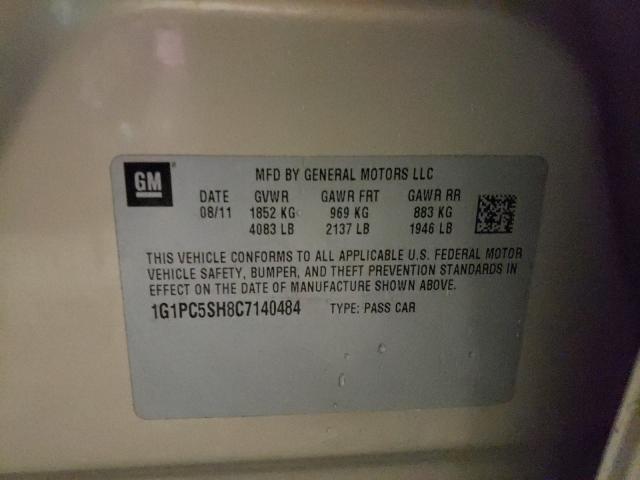 GM
MFD BY GENERAL MOTORS LLC
DATE GVWR GAWR FRT GAWR RR
08/11 1852 KG 969 KG 883 KG
4083 LB 2137 LB 1946 LB
THIS VEHICLE CONFORMS TO ALL APPLICABLE U.S. FEDERAL MOTOR
VEHICLE SAFETY, BUMPER, AND THEFT PREVENTION STANDARDS IN
EFFECT ON THE DATE OF MANUFACTURE SHOWN ABOVE.
1G1PC5SH8C7140484 TYPE: PASS CAR